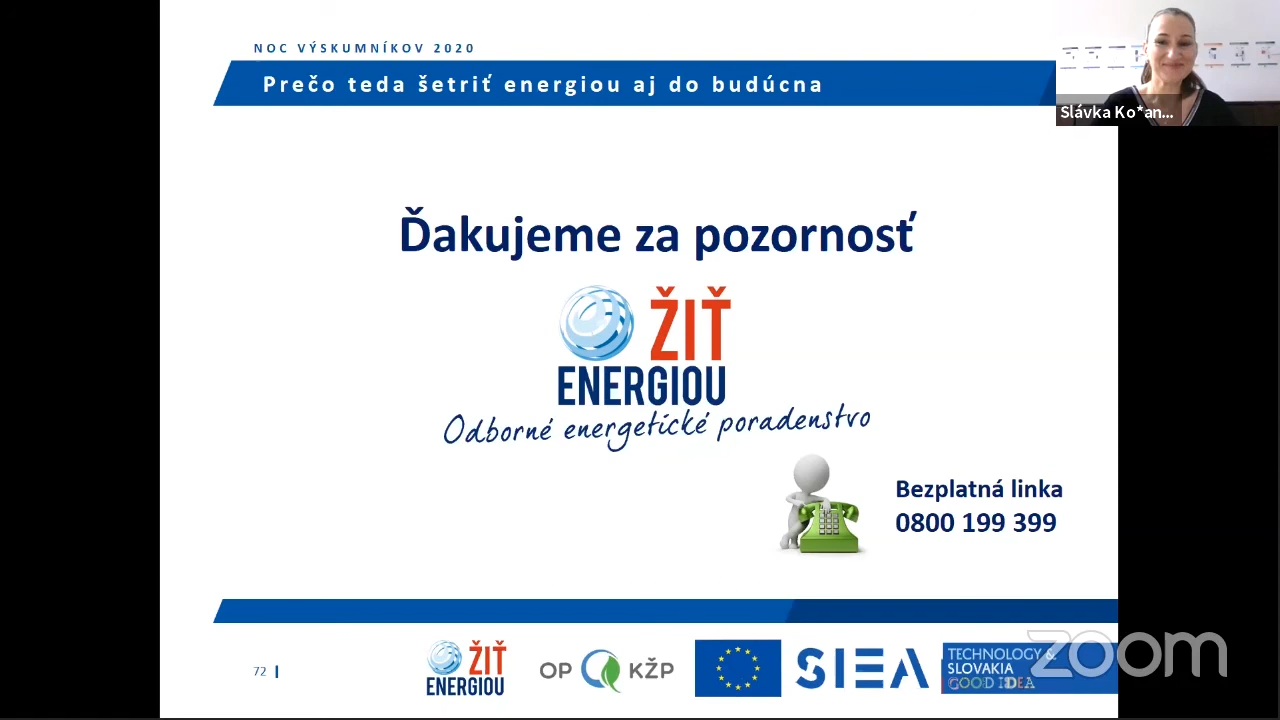 NOC VÝSKUMNÍKOV 2020
Prečo teda šetriť energiou aj do budúcna
Slávka Ko*an...
Ďakujeme za pozornosť
ŽIŤ
ENERGIOU
Odborné energetické poradenstvo
Bezplatná linka
0800 199 399
72
ŽIŤ
ENERGIOU
OP KŽP
SIEA
TECHNOLOGY &
SLOVAKIA
GOOD IDEA
zoom